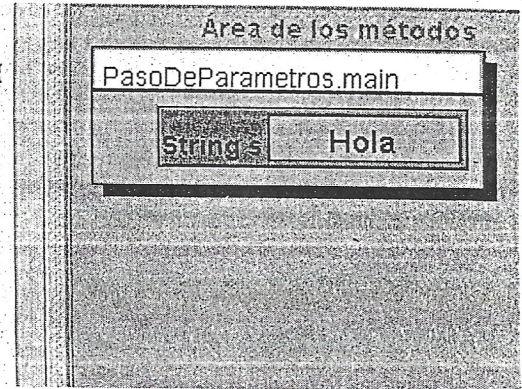 Area de los métodos
PasoDeParametros.main
String s Hola